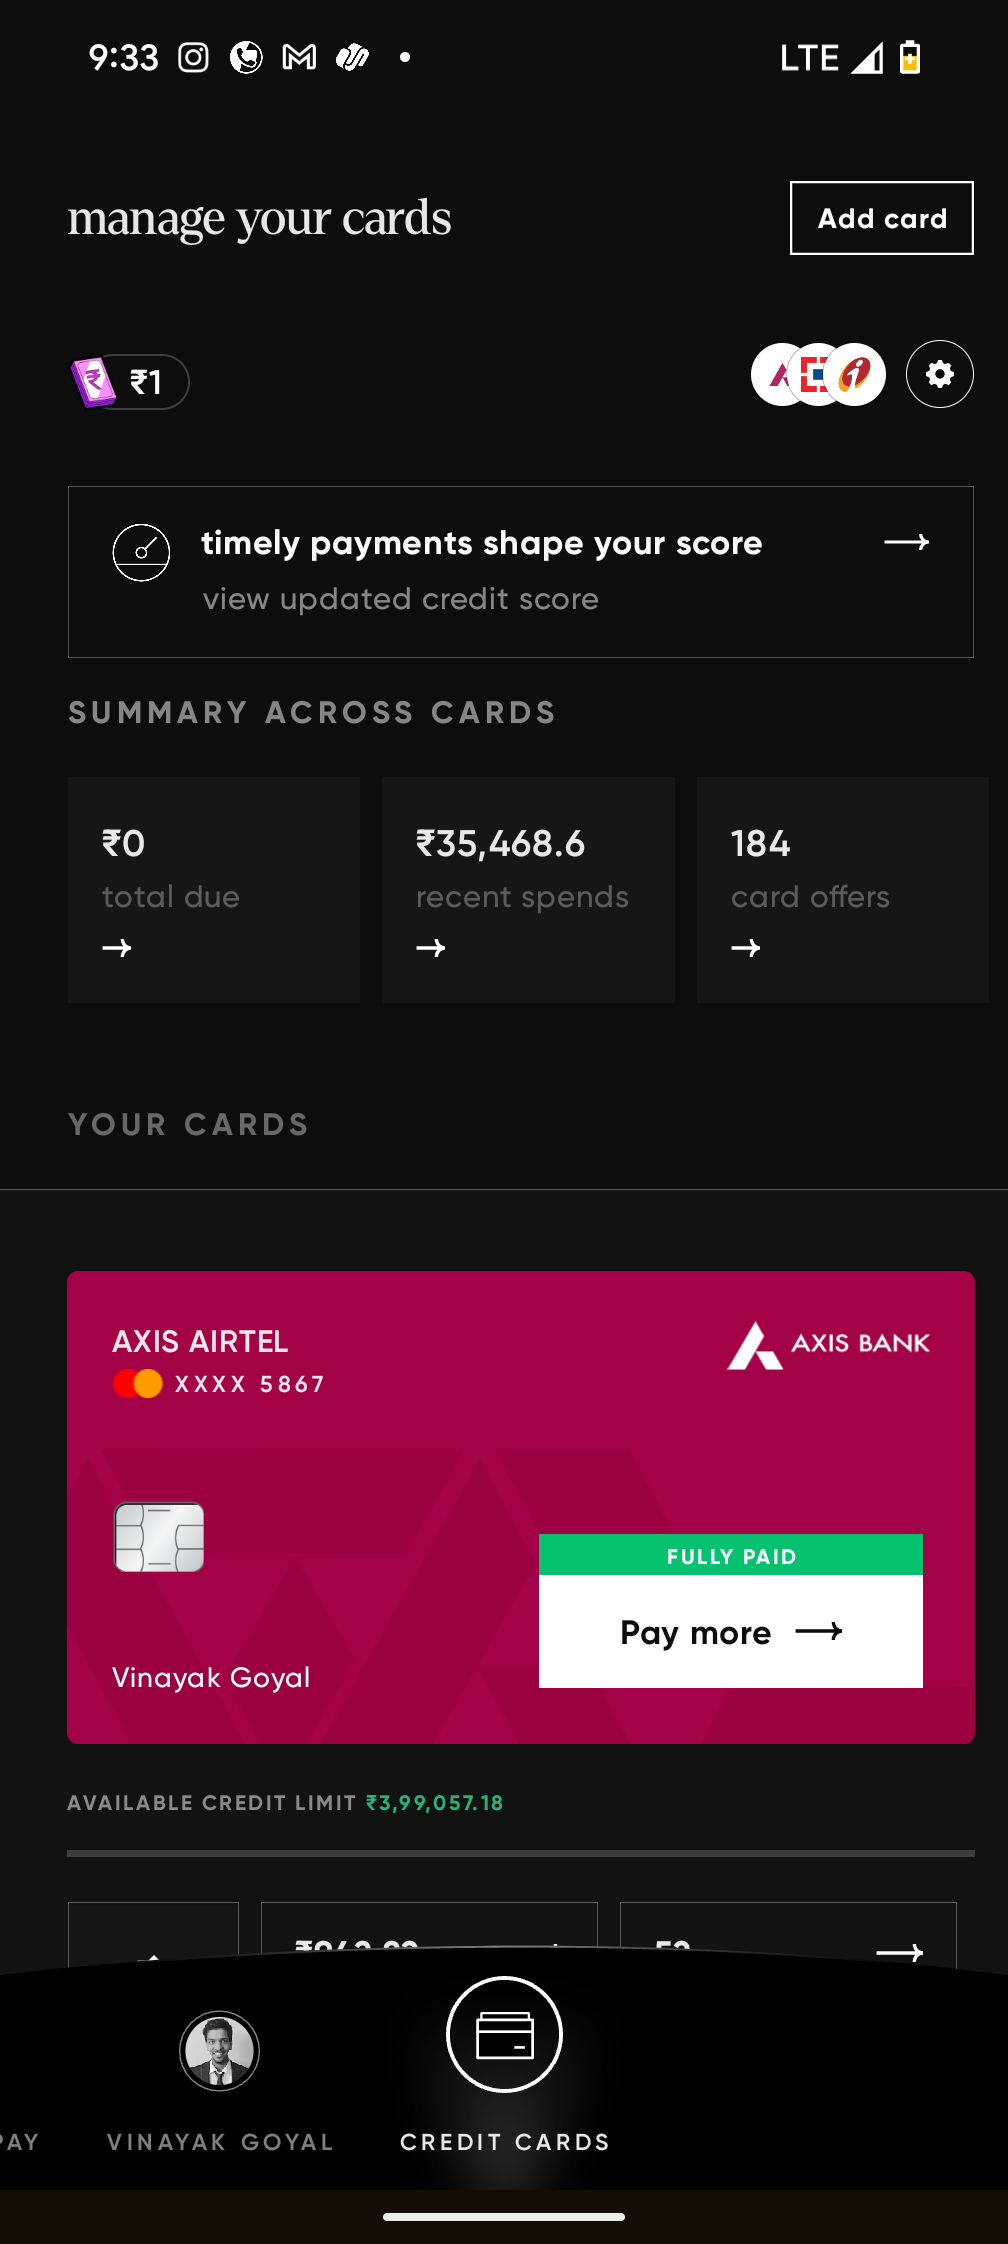 9:33
LTE
manage your cards
Add card
₹1
timely payments shape your score
view updated credit score
SUMMARY ACROSS CARDS
₹0
total due
₹35,468.6
recent spends
184
card offers
YOUR CARDS
AXIS AIRTEL
AXIS BANK
XXXX 5867
FULLY PAID
Pay more
Vinayak Goyal
AVAILABLE CREDIT LIMIT ₹3,99,057.18
PAY
VINAYAK GOYAL
CREDIT CARDS